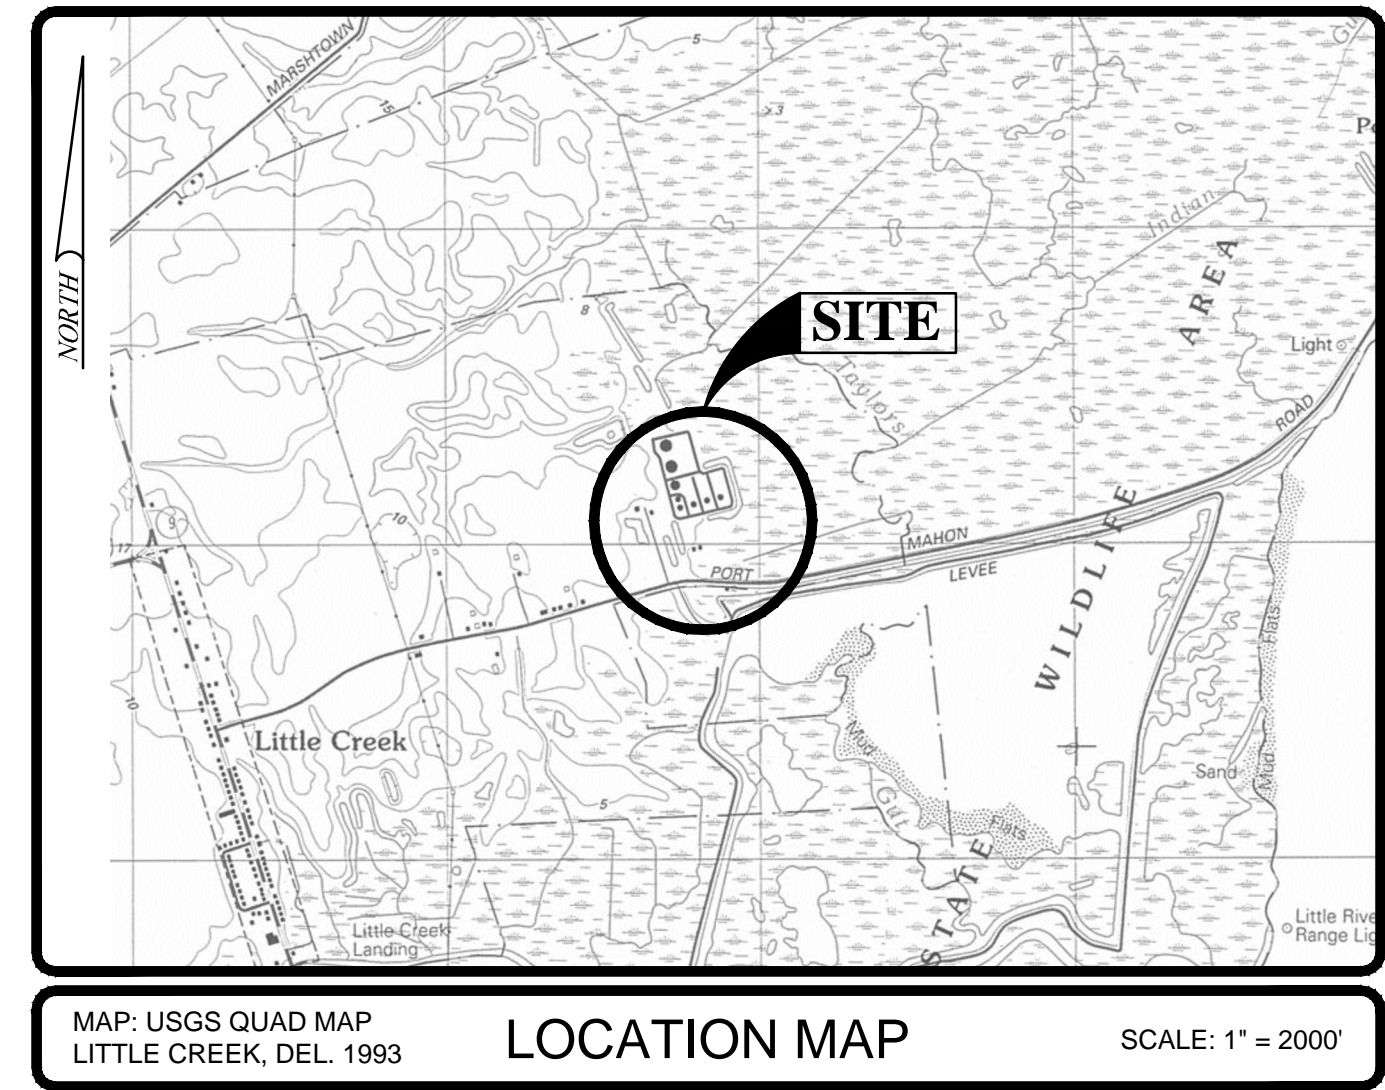 MARSHTOWN
5
15
3
Indian
NORTH
8
SITE
AREA
Light
Taylors
ROAD
9
10
17
MAHON
PORT
LEVEE
WILDLIFE
Flats
10
Little Creek
Mud
Sand
Mud
5
Gut
Flats
STATE
Little Creek
Landing
Little Rive
Range Lig
MAP: USGS QUAD MAP
LITTLE CREEK, DEL. 1993
LOCATION MAP
SCALE: 1" = 2000'